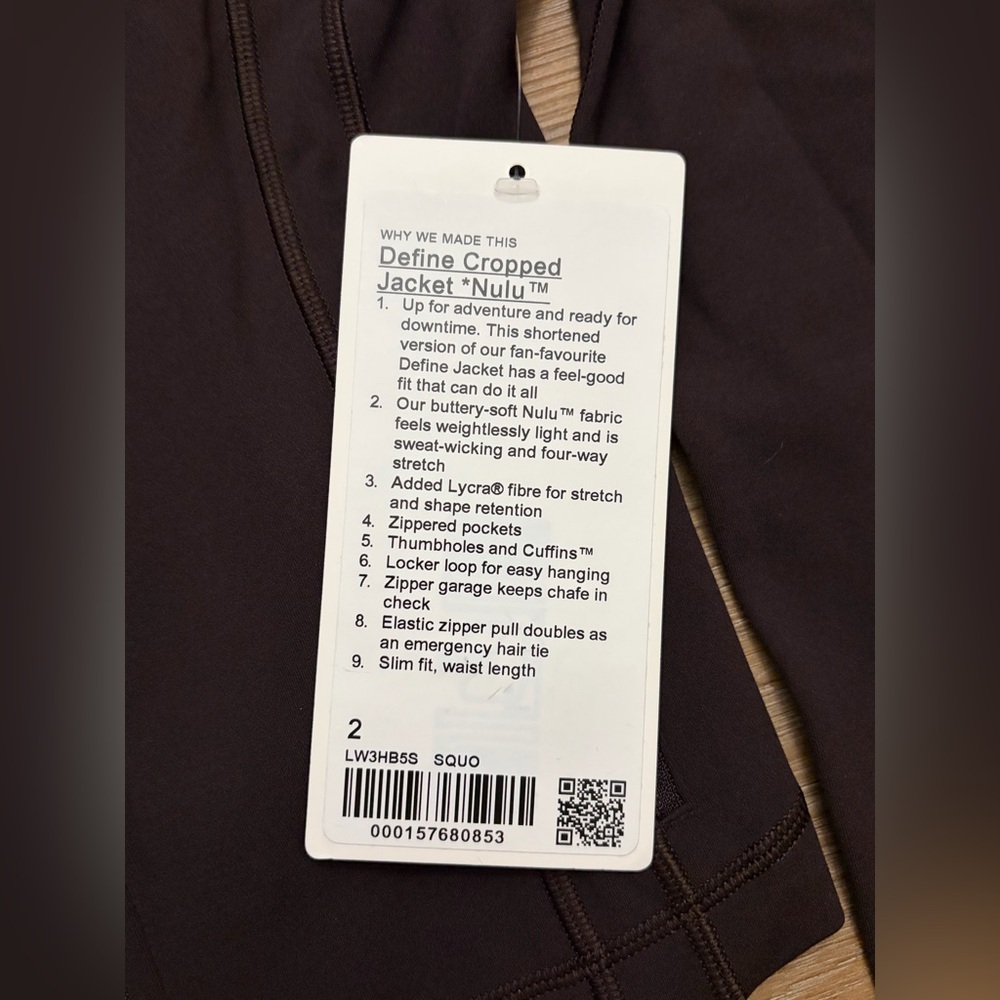 WHY WE MADE THIS
Define Cropped
Jacket *Nulu™
1. Up for adventure and ready for
downtime. This shortened
version of our fan-favourite
Define Jacket has a feel-good
fit that can do it all
2. Our buttery-soft Nulu™ fabric
feels weightlessly light and is
sweat-wicking and four-way
stretch
3. Added Lycra® fibre for stretch
and shape retention
4. Zippered pockets
5. Thumbholes and Cuffins™
6. Locker loop for easy hanging
7. Zipper garage keeps chafe in
check
8. Elastic zipper pull doubles as
an emergency hair tie
9. Slim fit, waist length
2
LW3HB5S SQUO
000157680853